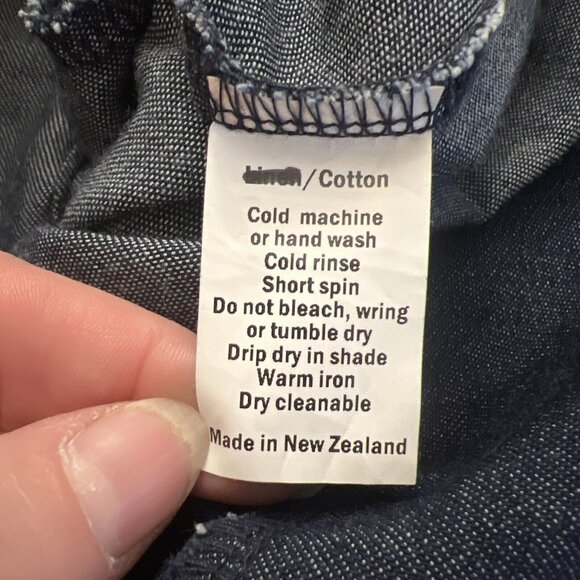 Linen/Cotton
Cold machine
or hand wash
Cold rinse
Short spin
Do not bleach, wring
or tumble dry
Drip dry in shade
Warm iron
Dry cleanable
Made in New Zealand